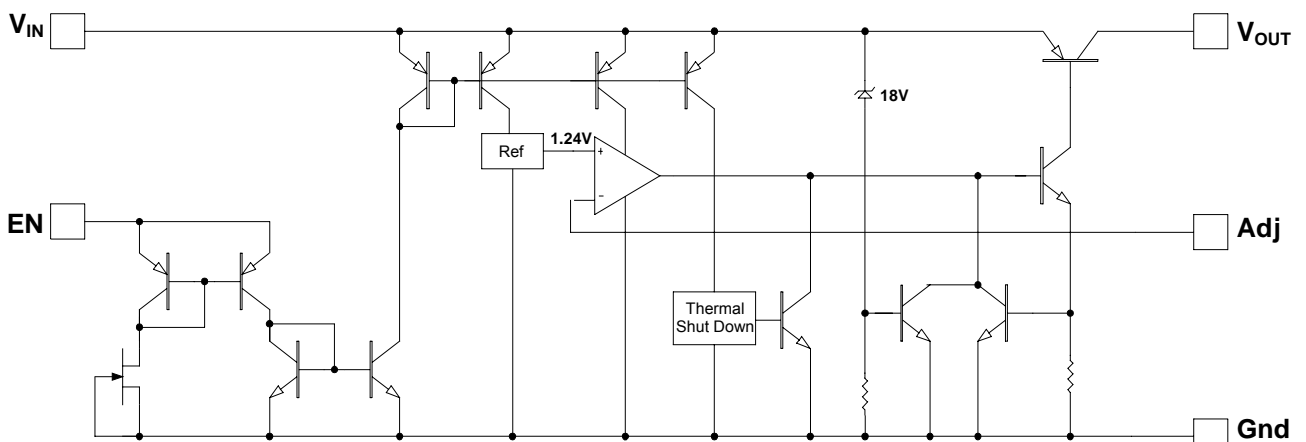 VIN
VOUT
18V
1.24V
Ref
+
−
EN
Adj
Thermal
Shut Down
Gnd